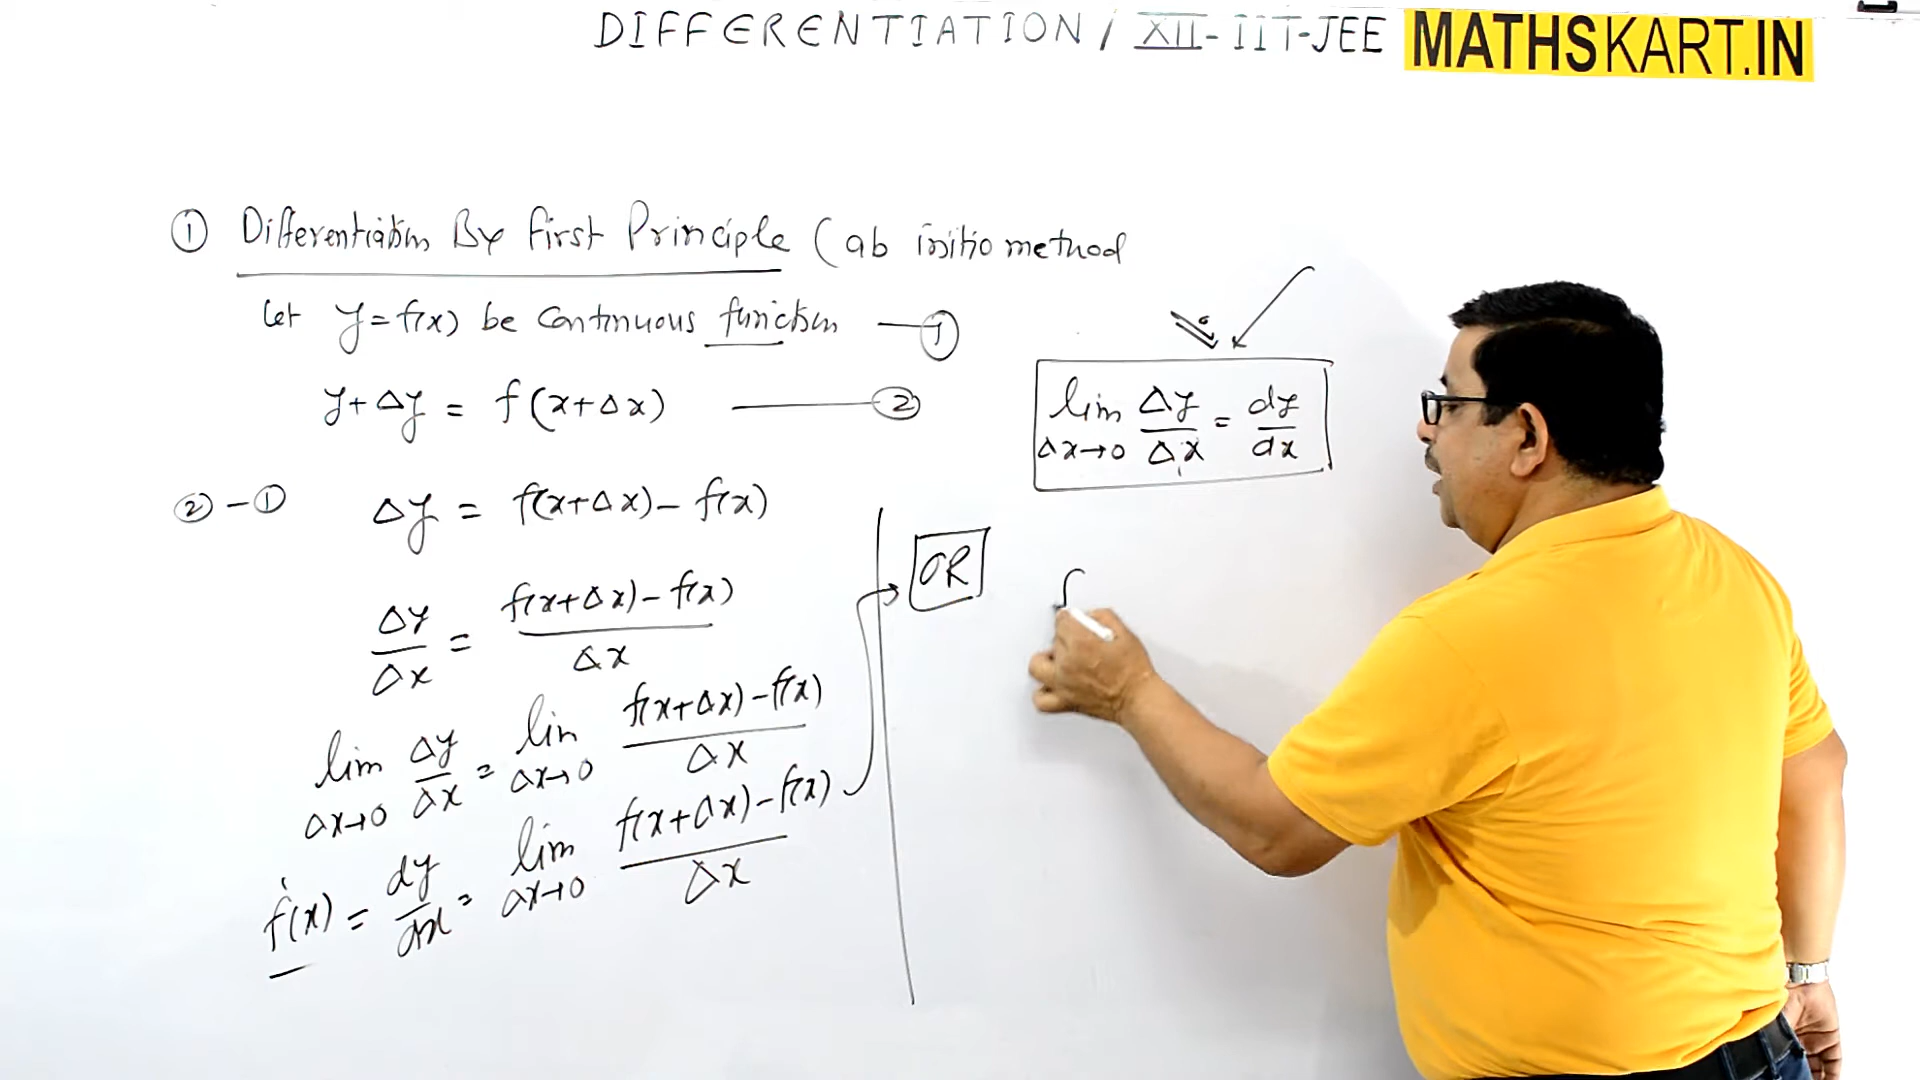 DIFFERENTIATION / XII - IIT-JEE MATHSKART.IN
① Differentiation By First Principle (ab initio method
Let y=f(x) be continuous function — ①
y+Δy = f(x+Δx) — ②
② - ① Δy = f(x+Δx) - f(x)
Δy/Δx = f(x+Δx) - f(x) / Δx
lim Δx→0 Δy/Δx = lim Δx→0 f(x+Δx) - f(x) / Δx
f'(x) = dy/dx = lim Δx→0 f(x+Δx) - f(x) / Δx
lim Δx→0 Δy/Δx = dy/dx
OR